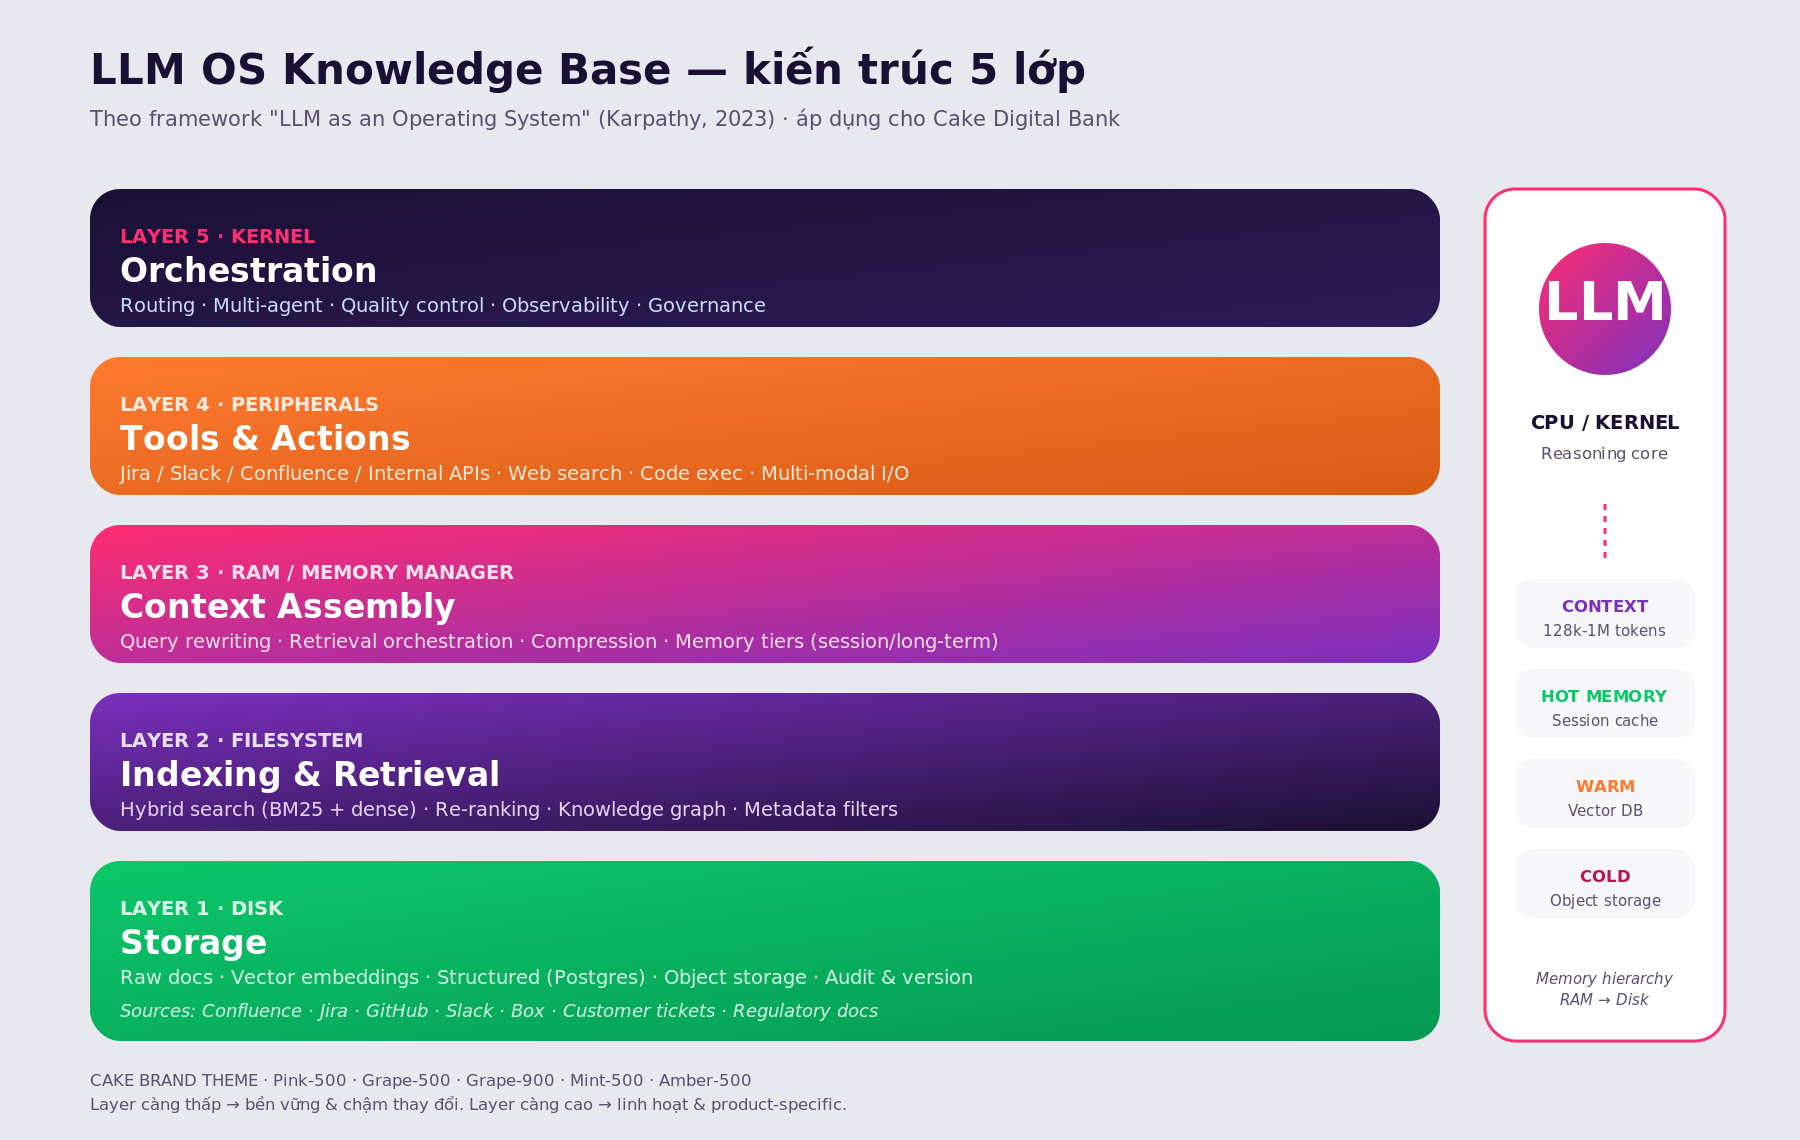 LLM OS Knowledge Base — kiến trúc 5 lớp
Theo framework "LLM as an Operating System" (Karpathy, 2023) · áp dụng cho Cake Digital Bank
LAYER 5 · KERNEL
Orchestration
Routing · Multi-agent · Quality control · Observability · Governance
LAYER 4 · PERIPHERALS
Tools & Actions
Jira / Slack / Confluence / Internal APIs · Web search · Code exec · Multi-modal I/O
LAYER 3 · RAM / MEMORY MANAGER
Context Assembly
Query rewriting · Retrieval orchestration · Compression · Memory tiers (session/long-term)
LAYER 2 · FILESYSTEM
Indexing & Retrieval
Hybrid search (BM25 + dense) · Re-ranking · Knowledge graph · Metadata filters
LAYER 1 · DISK
Storage
Raw docs · Vector embeddings · Structured (Postgres) · Object storage · Audit & version
Sources: Confluence · Jira · GitHub · Slack · Box · Customer tickets · Regulatory docs
LLM
CPU / KERNEL
Reasoning core
CONTEXT
128k-1M tokens
HOT MEMORY
Session cache
WARM
Vector DB
COLD
Object storage
Memory hierarchy
RAM → Disk
CAKE BRAND THEME · Pink-500 · Grape-500 · Grape-900 · Mint-500 · Amber-500
Layer càng thấp → bền vững & chậm thay đổi. Layer càng cao → linh hoạt & product-specific.